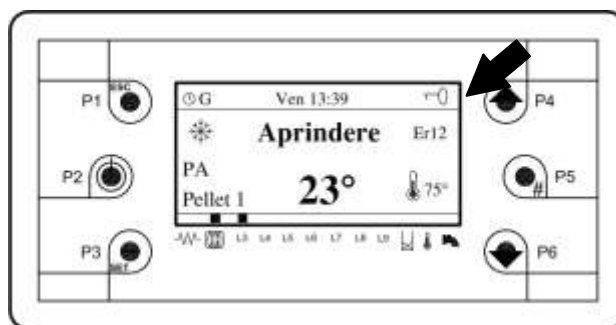 ESC
P1
P4
G Ven 13:39
Aprindere Er12
P2
P5
#
PA
23°
75°
Pellet 1
L3 L4 L5 L6 L7 L8 L9
P3
P6
SET